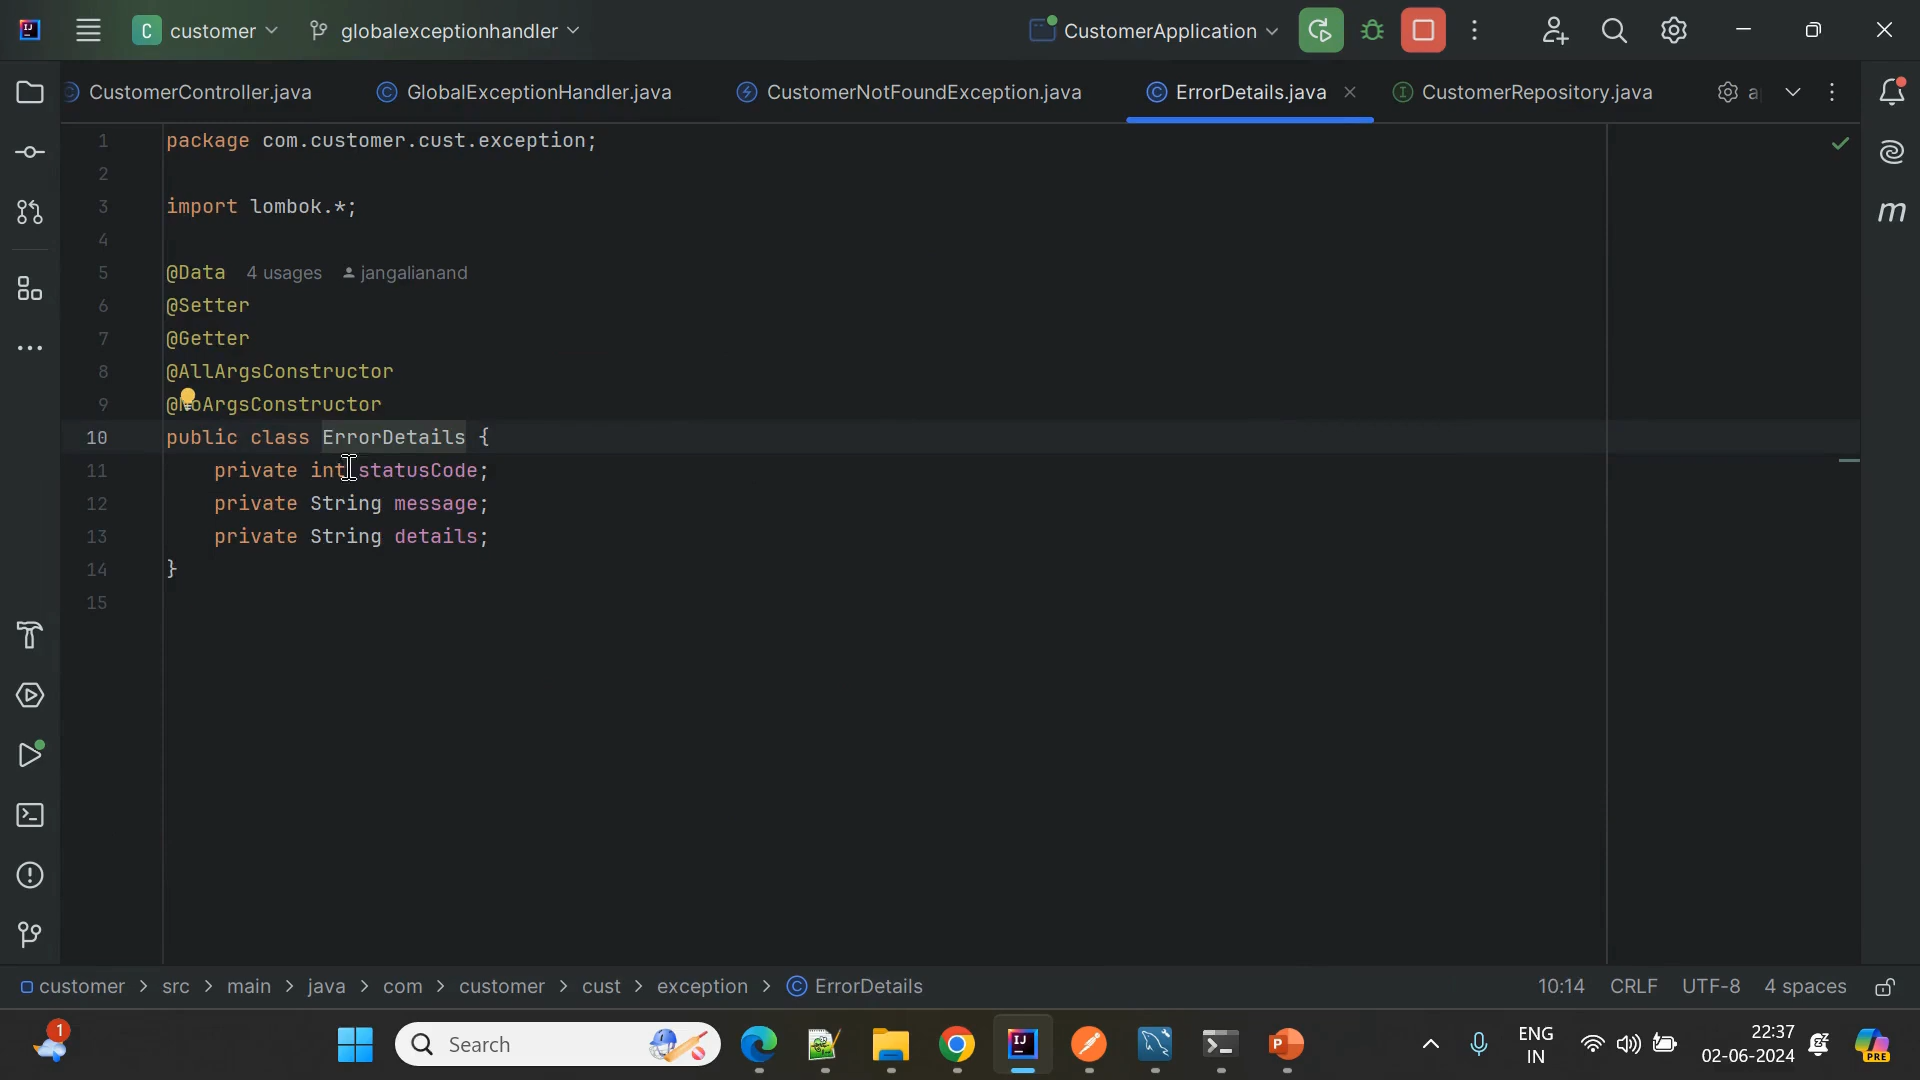 C customer globalexceptionhandler CustomerApplication
CustomerController.java GlobalExceptionHandler.java CustomerNotFoundException.java ErrorDetails.java CustomerRepository.java a
1 package com.customer.cust.exception;
2
3 import lombok.*;
4
5 @Data 4 usages jangalianand
6 @Setter
7 @Getter
8 @AllArgsConstructor
9 @NoArgsConstructor
10 public class ErrorDetails {
11 private int statusCode;
12 private String message;
13 private String details;
14 }
15
customer > src > main > java > com > customer > cust > exception > ErrorDetails 10:14 CRLF UTF-8 4 spaces
1 Search ENG IN 22:37
02-06-2024 PRE